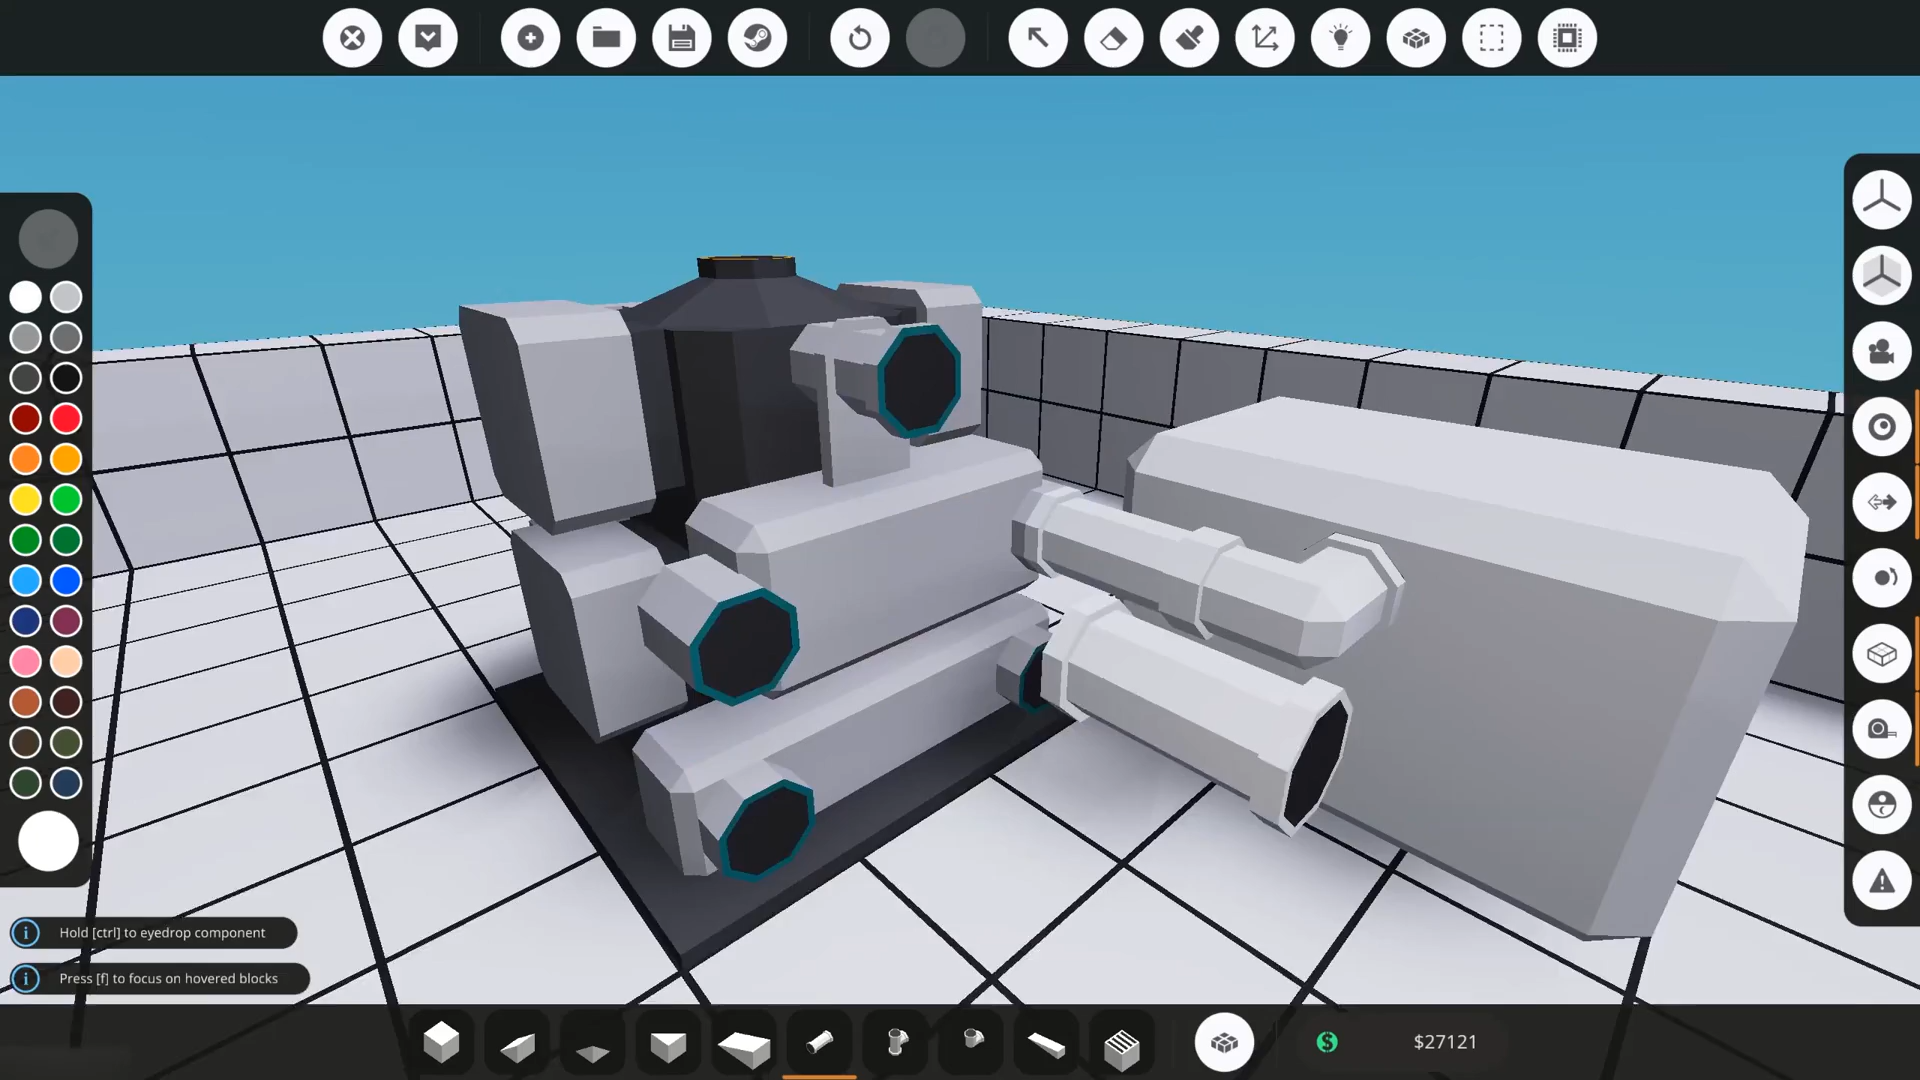 Hold [ctrl] to eyedrop component
Press [f] to focus on hovered blocks
$27121